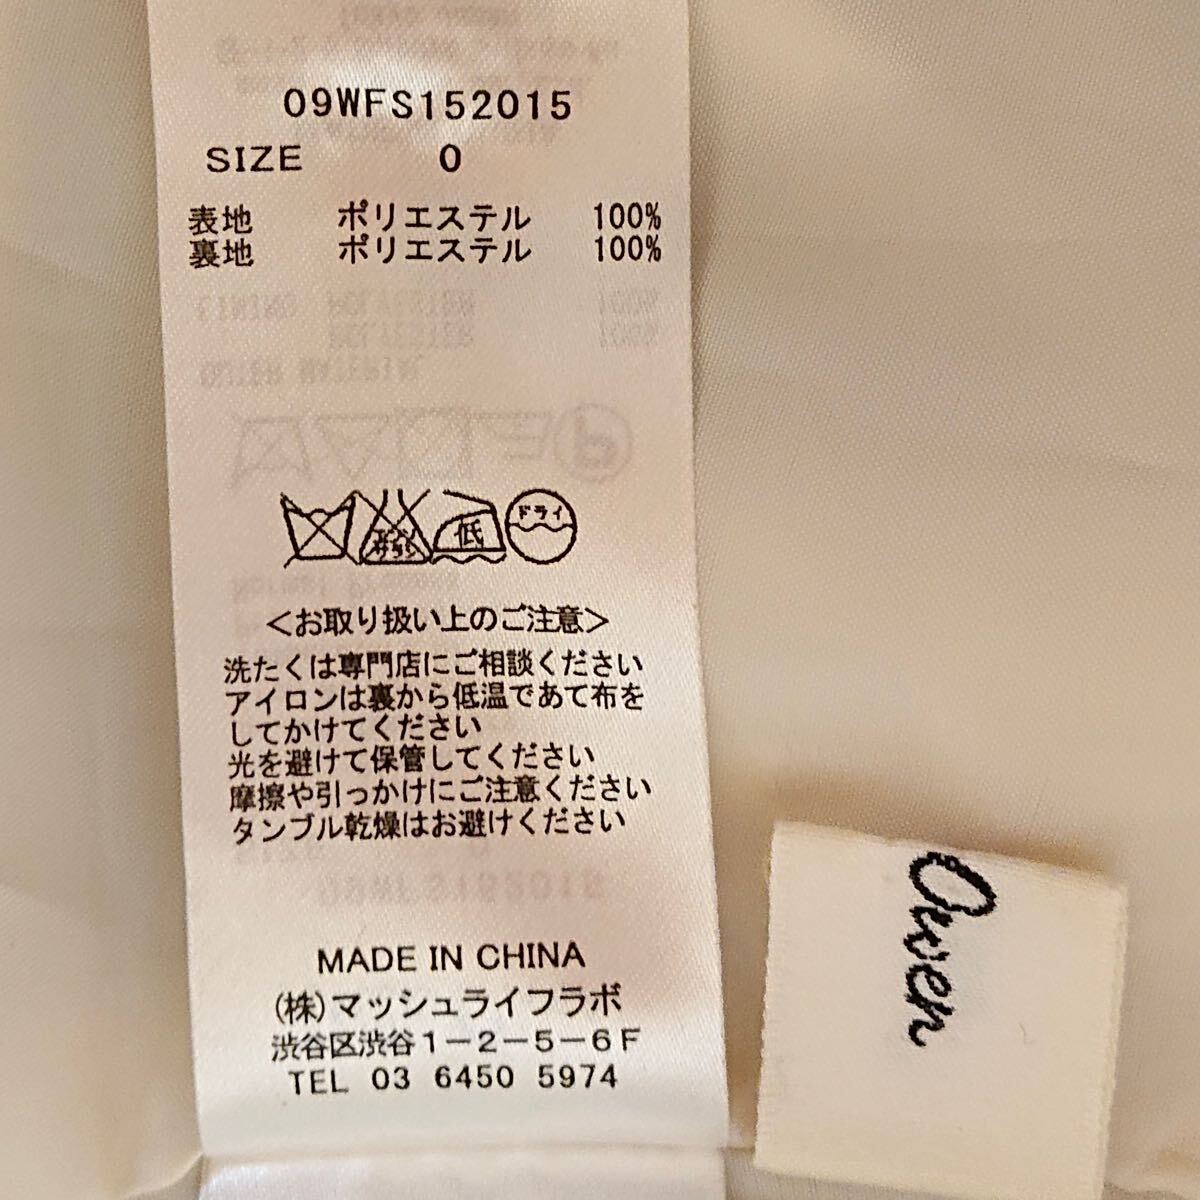 09WFS152015
SIZE 0
表地 ポリエステル 100%
裏地 ポリエステル 100%
低 ドライ
<お取り扱い上のご注意>
洗たくは専門店にご相談ください
アイロンは裏から低温であて布を
してかけてください
光を避けて保管してください
摩擦や引っかけにご注意ください
タンブル乾燥はお避けください
MADE IN CHINA
(株)マッシュライフラボ
渋谷区渋谷1-2-5-6F
TEL 03 6450 5974
Owen